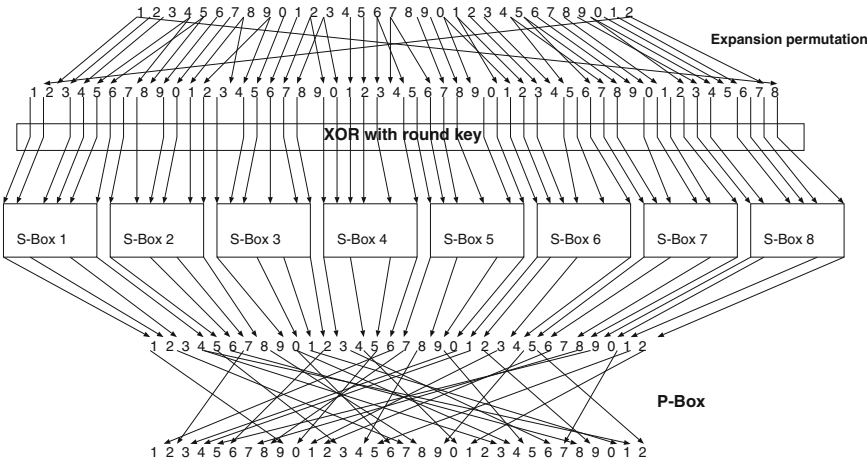 1 2 3 4 5 6 7 8 9 0 1 2 3 4 5 6 7 8 9 0 1 2 3 4 5 6 7 8 9 0 1 2
Expansion permutation
1 2 3 4 5 6 7 8 9 0 1 2 3 4 5 6 7 8 9 0 1 2 3 4 5 6 7 8 9 0 1 2 3 4 5 6 7 8 9 0 1 2 3 4 5 6 7 8
XOR with round key
S-Box 1 S-Box 2 S-Box 3 S-Box 4 S-Box 5 S-Box 6 S-Box 7 S-Box 8
1 2 3 4 5 6 7 8 9 0 1 2 3 4 5 6 7 8 9 0 1 2 3 4 5 6 7 8 9 0 1 2
P-Box
1 2 3 4 5 6 7 8 9 0 1 2 3 4 5 6 7 8 9 0 1 2 3 4 5 6 7 8 9 0 1 2